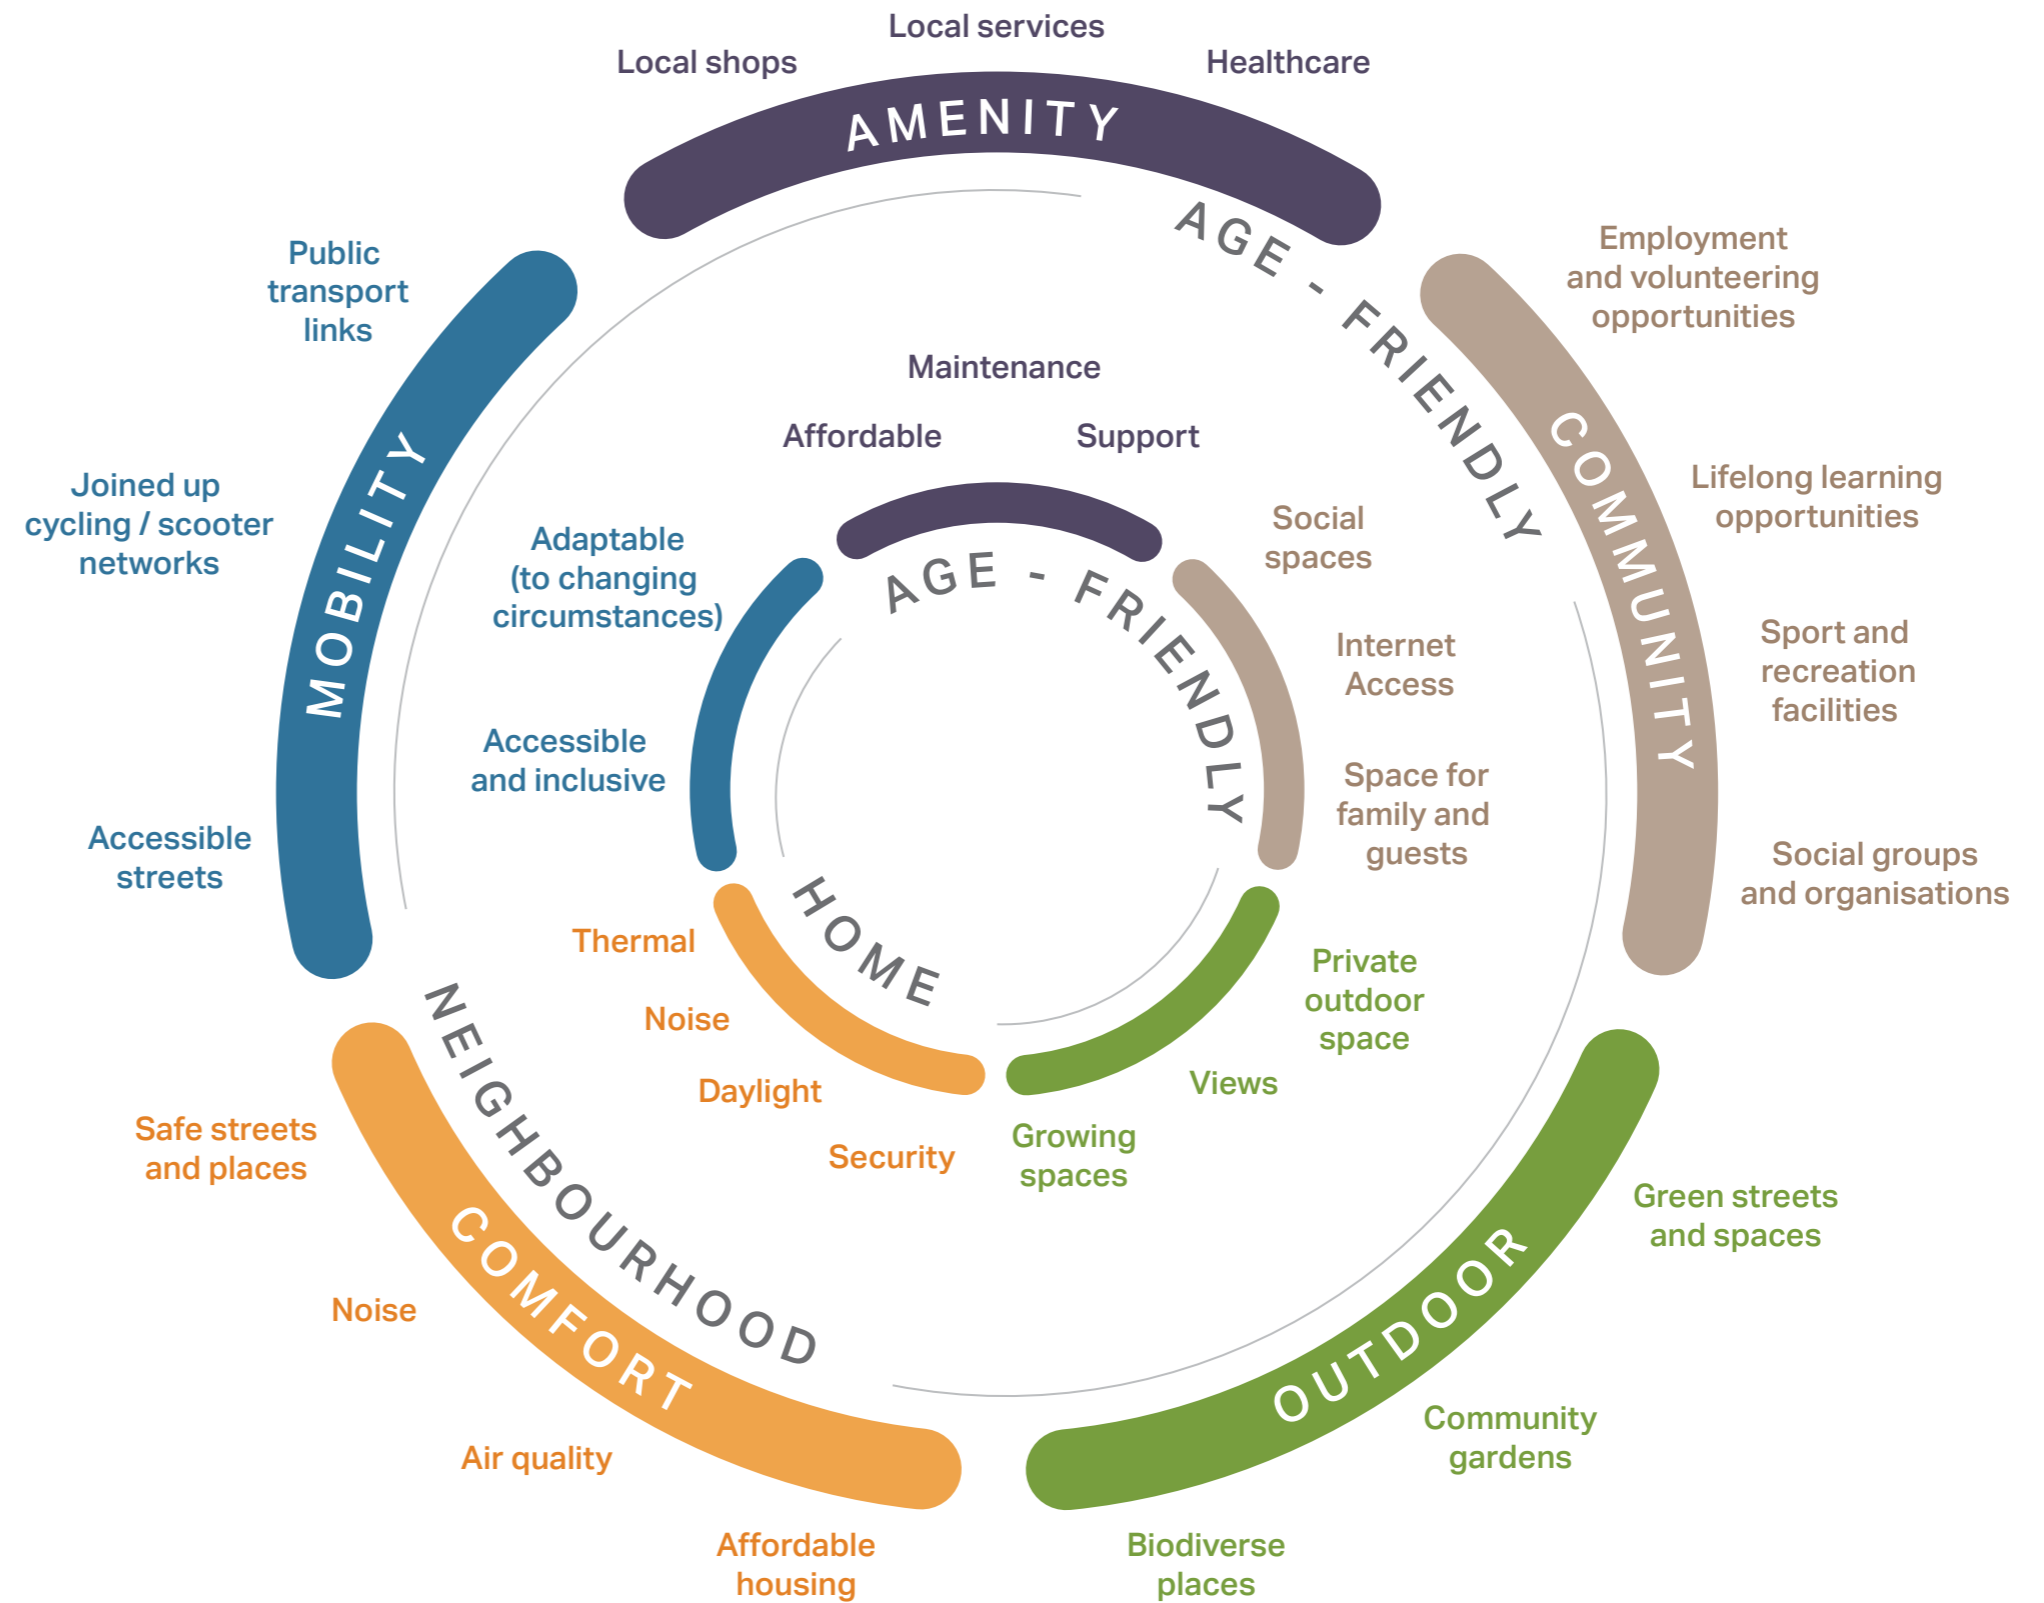 Local services
Local shops
Healthcare
AMENITY
AGE - FRIENDLY
Public
transport
links
Joined up
cycling / scooter
networks
Accessible
streets
MOBILITY
Employment
and volunteering
opportunities
Lifelong learning
opportunities
Sport and
recreation
facilities
Social groups
and organisations
COMMUNITY
Maintenance
Affordable
Support
Adaptable
(to changing
circumstances)
Accessible
and inclusive
AGE - FRIENDLY
Social
spaces
Internet
Access
Space for
family and
guests
HOME
Thermal
Noise
Daylight
Security
Private
outdoor
space
Views
Growing
spaces
NEIGHBOURHOOD
COMFORT
Safe streets
and places
Noise
Air quality
Affordable
housing
OUTDOOR
Green streets
and spaces
Community
gardens
Biodiverse
places